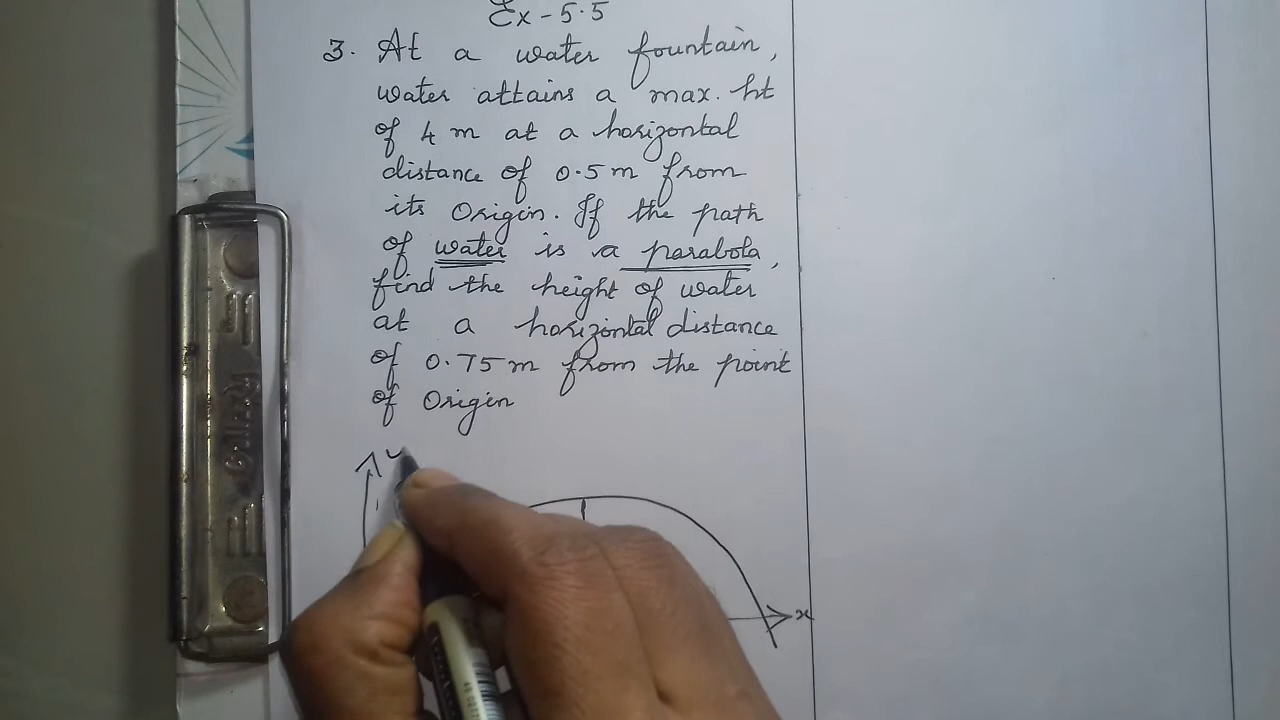 Ex - 5.5
3. At a water fountain,
water attains a max. ht
of 4 m at a horizontal
distance of 0.5 m from
its Origin. If the path
of water is a parabola,
find the height of water
at a horizontal distance
of 0.75 m from the point
of Origin
x
Galaxy